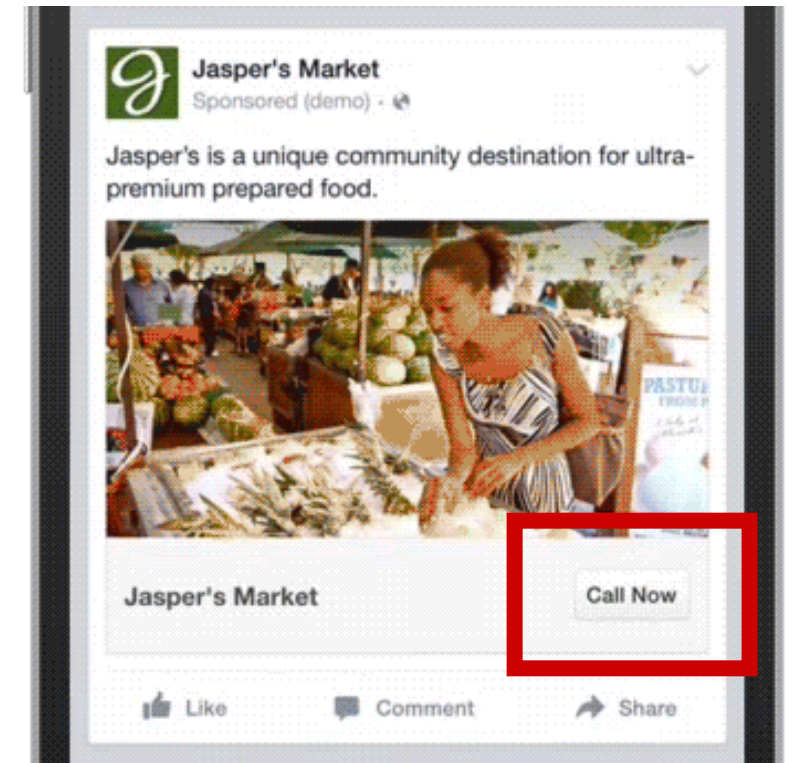 Jasper's Market
Sponsored (demo) ·
Jasper's is a unique community destination for ultra-
premium prepared food.
PASTU
FROM
Jasper's Market
Call Now
Like
Comment
Share